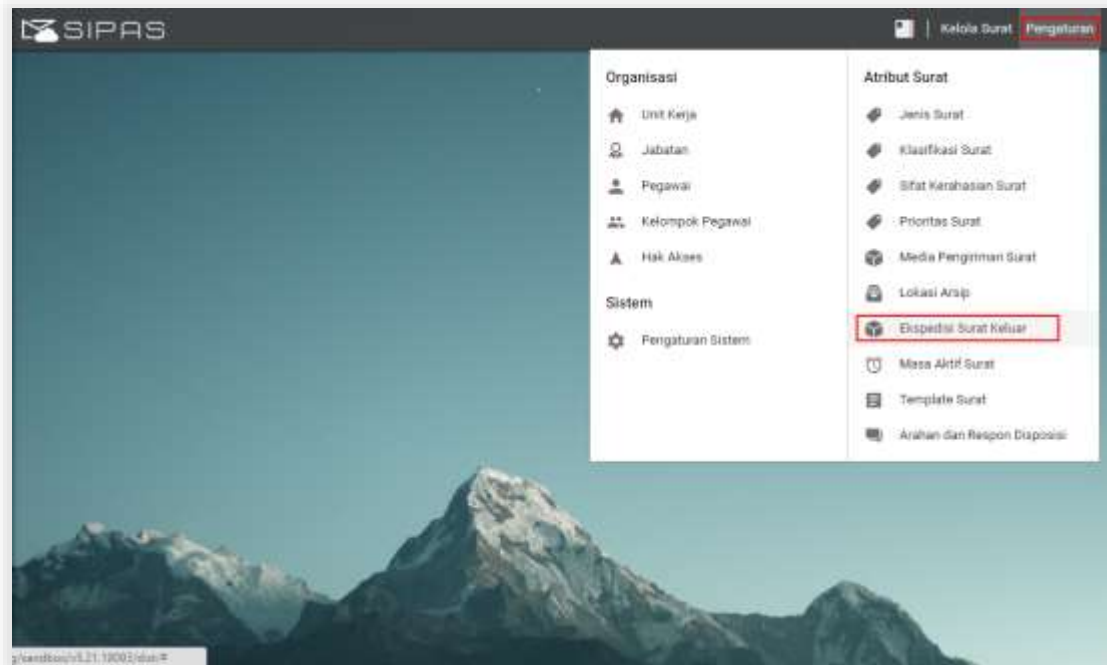 SIPAS
Kelola Surat
Pengaturan
Organisasi
Unit Kerja
Jabatan
Pegawai
Kelompok Pegawai
Hak Akses
Sistem
Pengaturan Sistem
Atribut Surat
Jenis Surat
Klasifikasi Surat
Sifat Kerahasian Surat
Prioritas Surat
Media Pengiriman Surat
Lokasi Arsip
Ekspedisi Surat Keluar
Masa Aktif Surat
Template Surat
Arahan dan Respon Disposisi